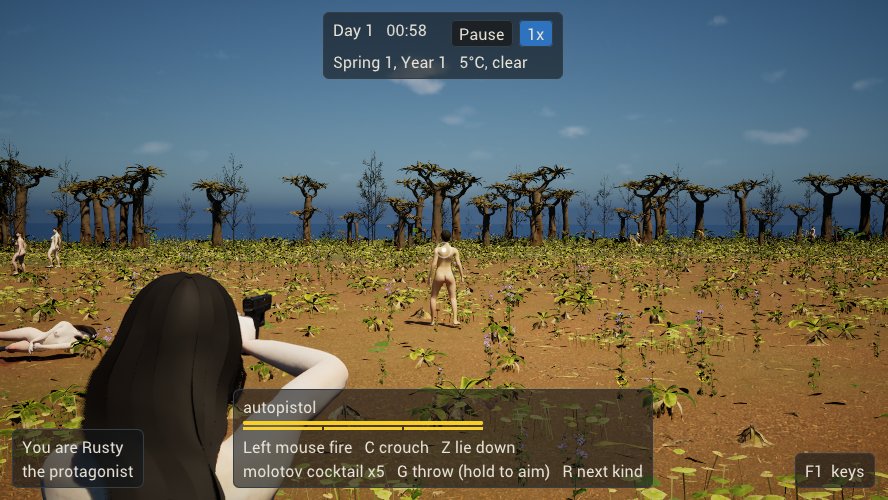 Day 1 00:58 Pause 1x
Spring 1, Year 1 5°C, clear
autopistol
Left mouse fire C crouch Z lie down
molotov cocktail x5 G throw (hold to aim) R next kind
You are Rusty
the protagonist
F1 keys